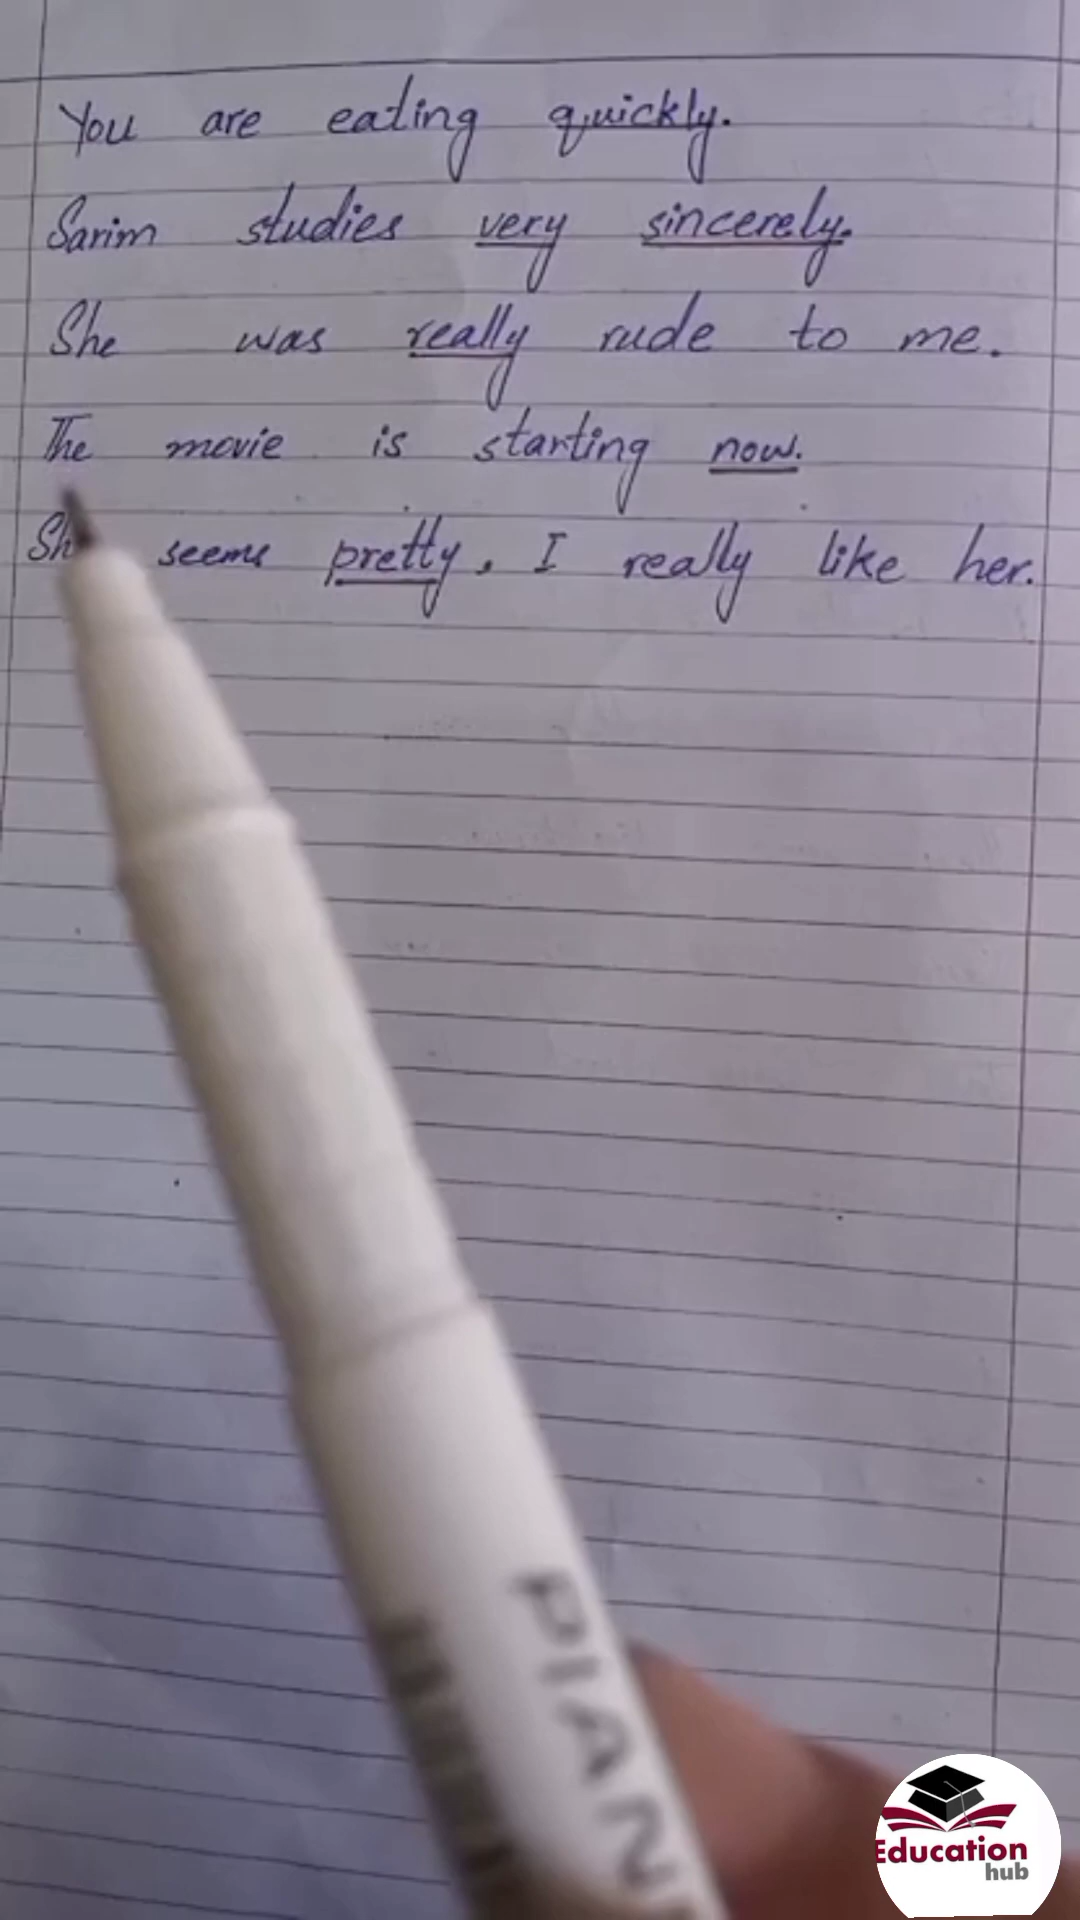 You are eating quickly.
Sarim studies very sincerely.
She was really rude to me.
The movie is starting now.
seems pretty. I really like her.
PIAN
Education
hub